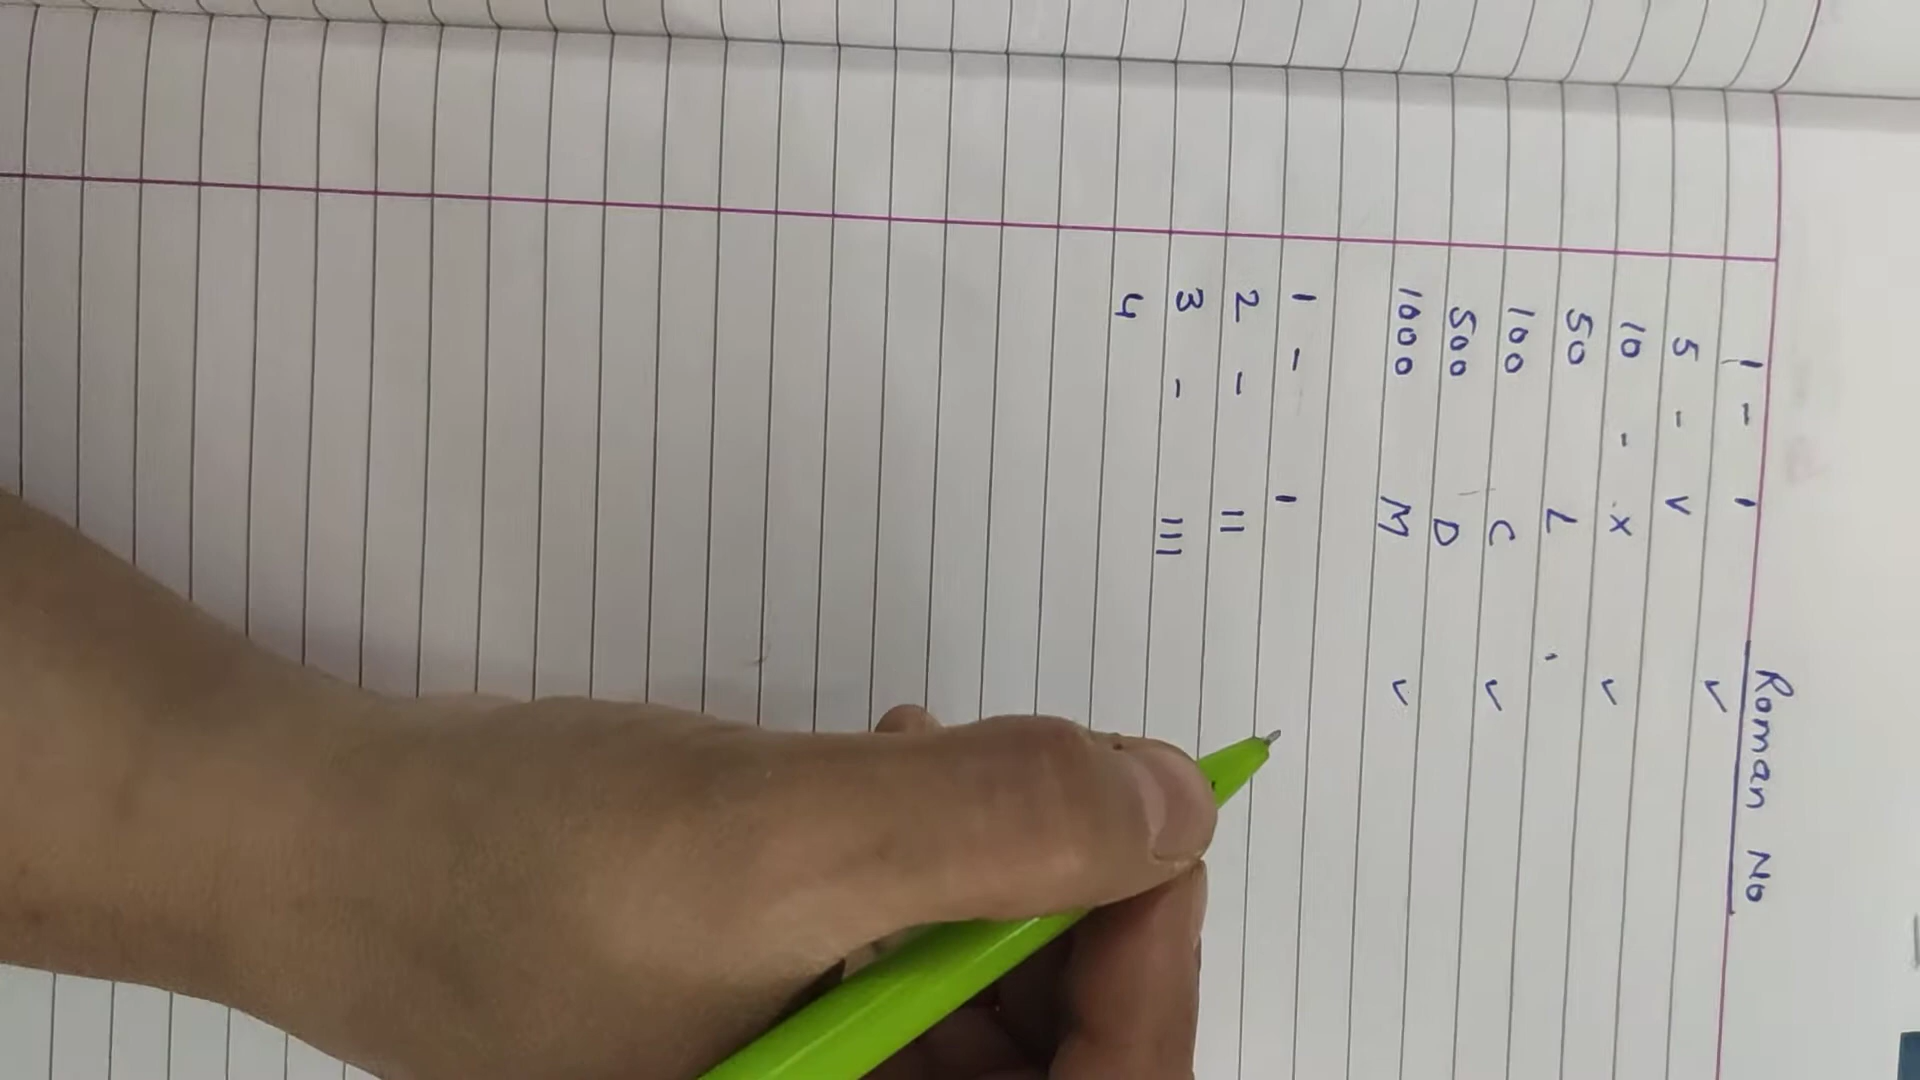 Roman No
1 - I ✓
5 - V
10 - X ✓
50 L
100 C ✓
500 D
1000 M ✓
1 - I
2 - II
3 - III
4